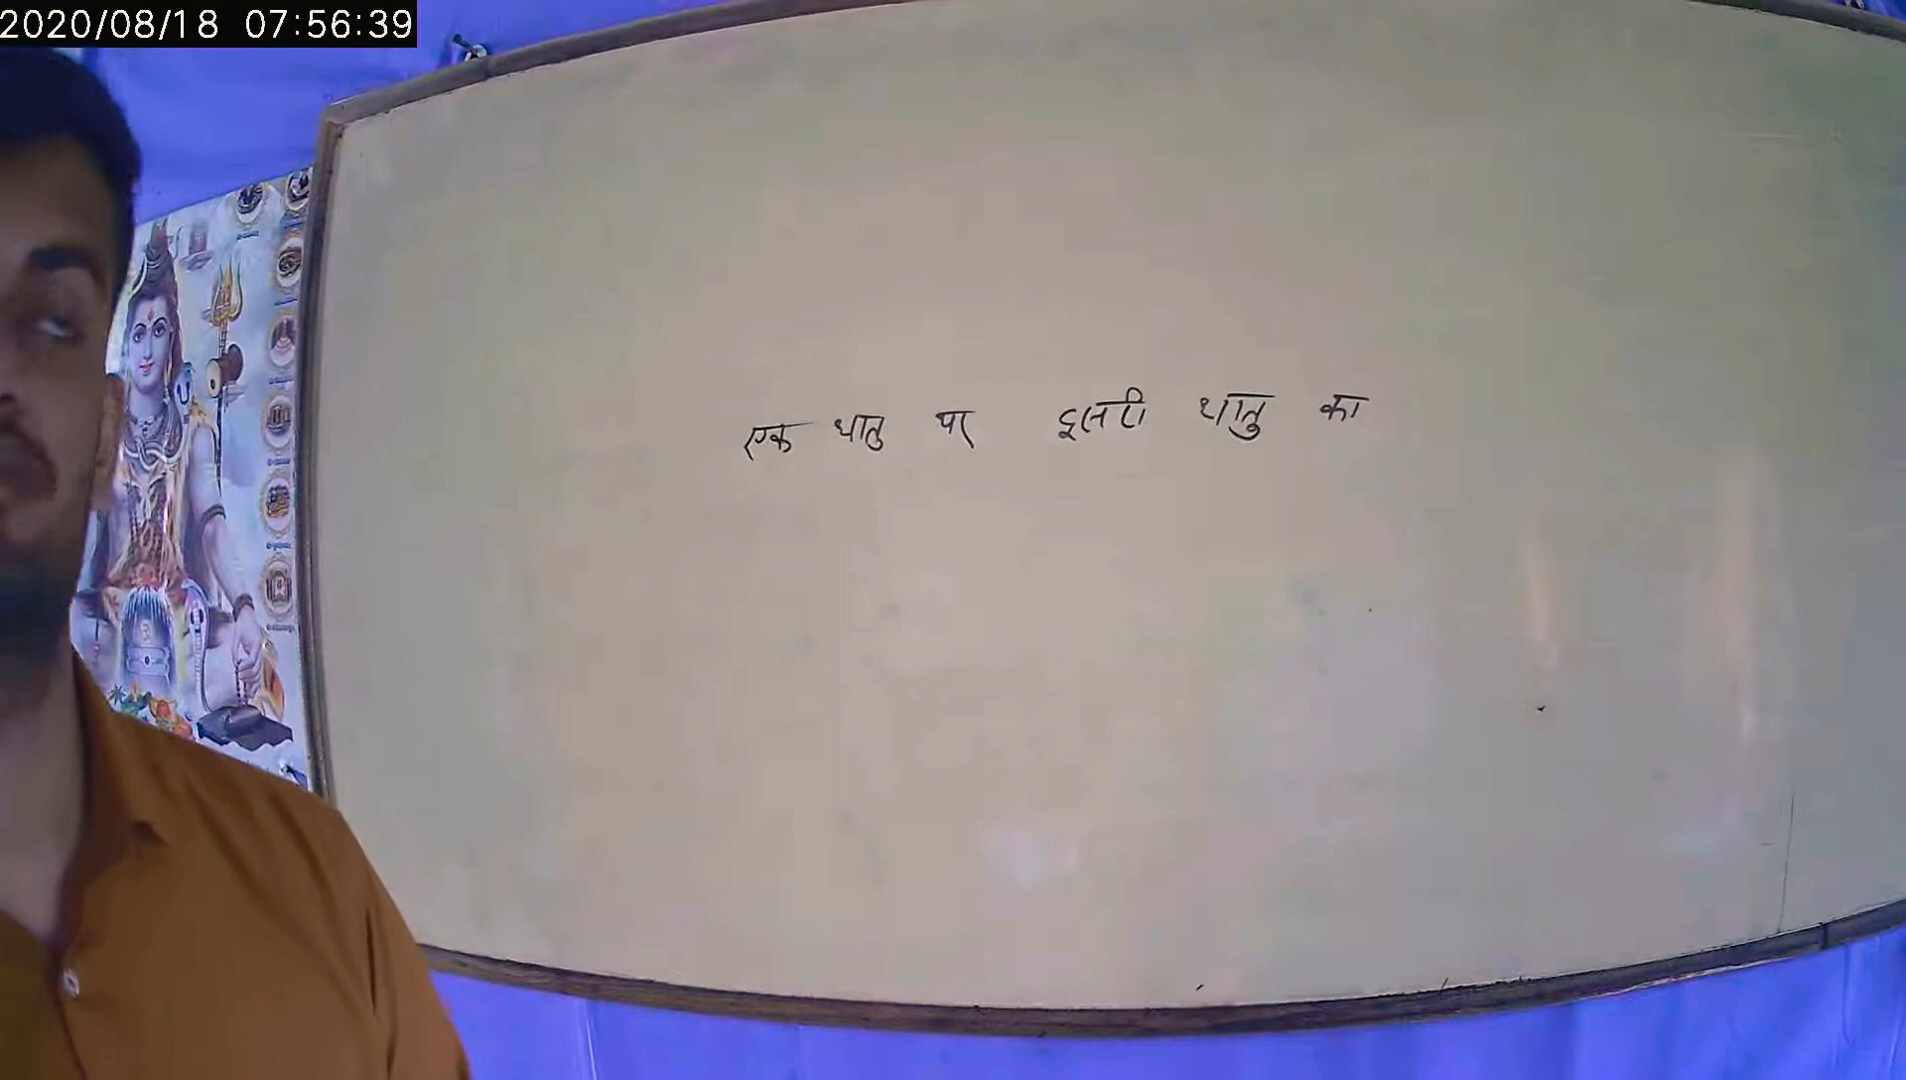 2020/08/18 07:56:39
एक धातु पर दूसरी धातु का